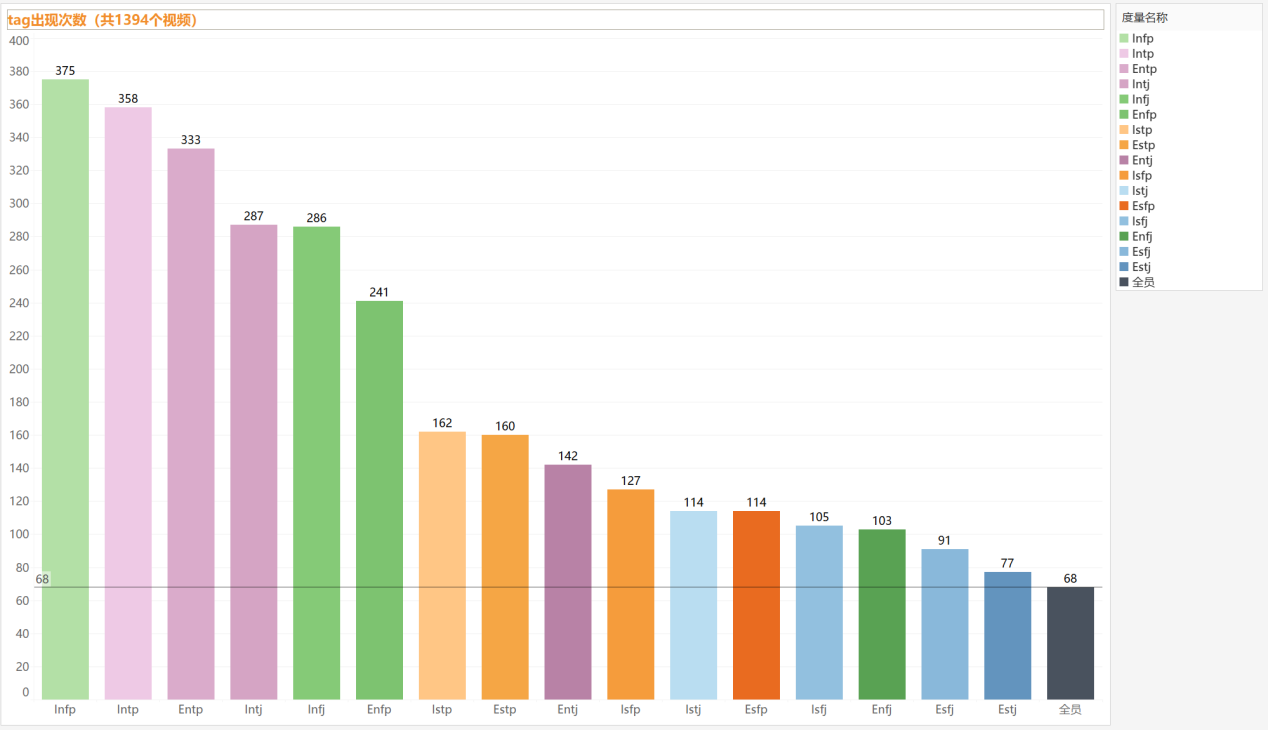 tag出现次数（共1394个视频）
400
380
360
340
320
300
280
260
240
220
200
180
160
140
120
100
80
60
40
20
0
68
375
358
333
287
286
241
162
160
142
127
114
114
105
103
91
77
68
Infp
Intp
Entp
Intj
Infj
Enfp
Istp
Estp
Entj
Isfp
Istj
Esfp
Isfj
Enfj
Esfj
Estj
全员
度量名称
Infp
Intp
Entp
Intj
Infj
Enfp
Istp
Estp
Entj
Isfp
Istj
Esfp
Isfj
Enfj
Esfj
Estj
全员